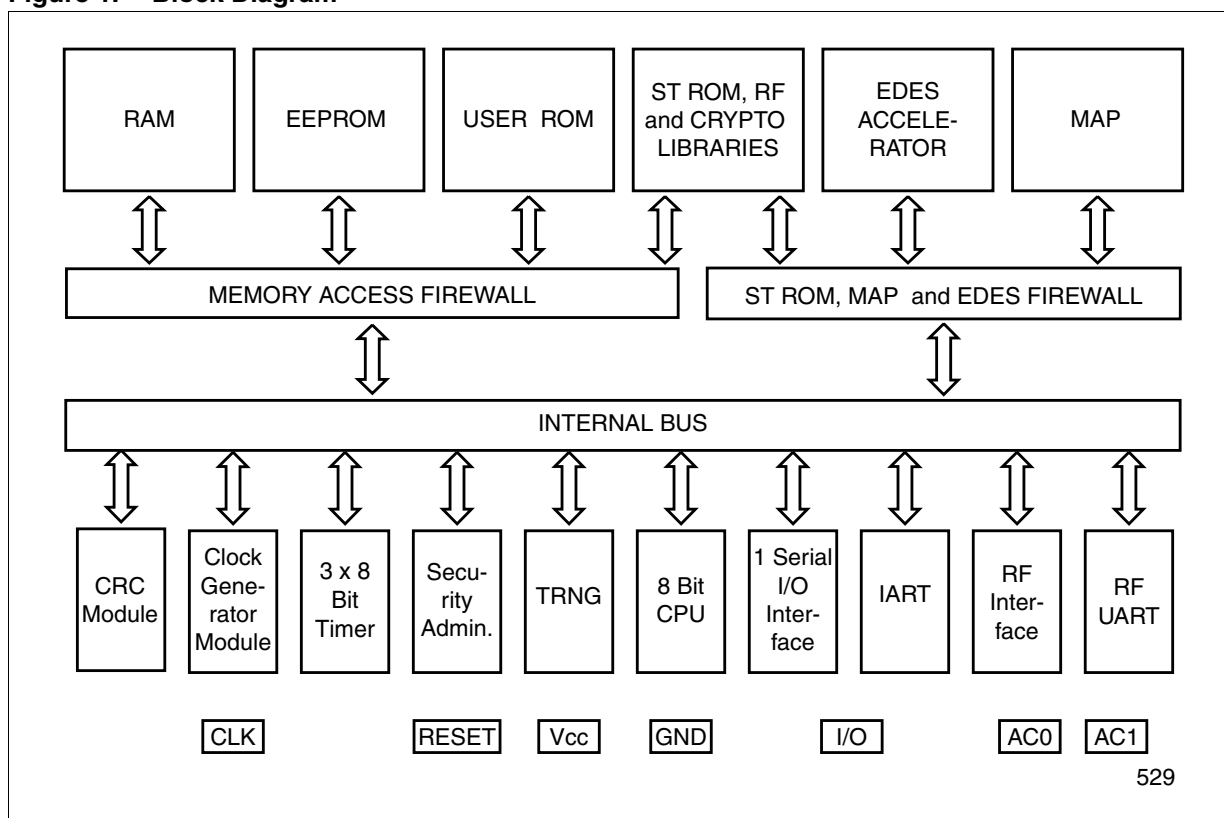 Figure 1. Block Diagram
RAM
EEPROM
USER ROM
ST ROM, RF
and CRYPTO
LIBRARIES
EDES
ACCELE-
RATOR
MAP
MEMORY ACCESS FIREWALL
ST ROM, MAP and EDES FIREWALL
INTERNAL BUS
CRC
Module
Clock
Gene-
rator
Module
3 x 8
Bit
Timer
Secu-
rity
Admin.
TRNG
8 Bit
CPU
1 Serial
I/O
Inter-
face
IART
RF
Inter-
face
RF
UART
CLK
RESET
Vcc
GND
I/O
AC0
AC1
529